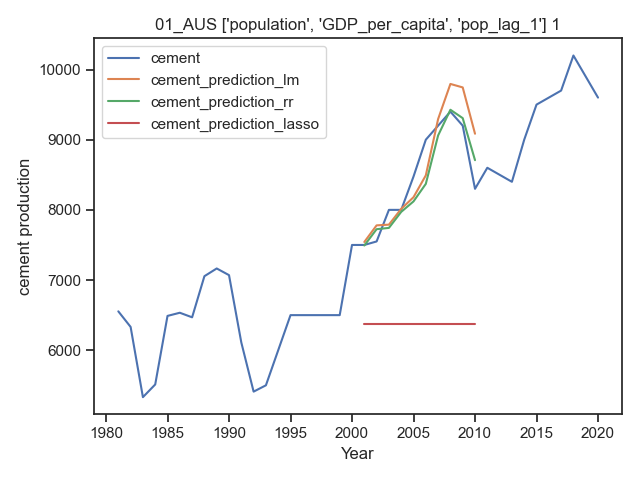 01_AUS ['population', 'GDP_per_capita', 'pop_lag_1'] 1
cement
cement_prediction_lm
cement_prediction_rr
cement_prediction_lasso
cement production
10000
9000
8000
7000
6000
1980 1985 1990 1995 2000 2005 2010 2015 2020
Year